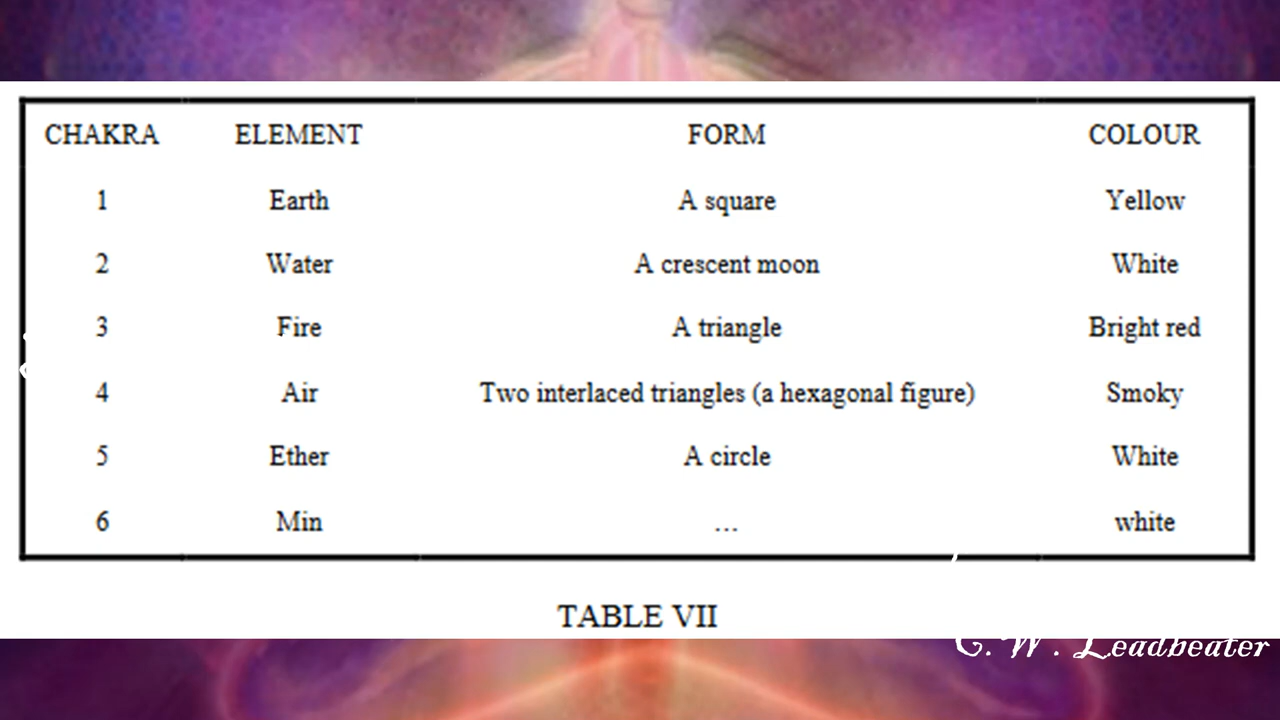 CHAKRA ELEMENT FORM COLOUR
1 Earth A square Yellow
2 Water A crescent moon White
3 Fire A triangle Bright red
4 Air Two interlaced triangles (a hexagonal figure) Smoky
5 Ether A circle White
6 Min … white
TABLE VII
C. W. Leadbeater